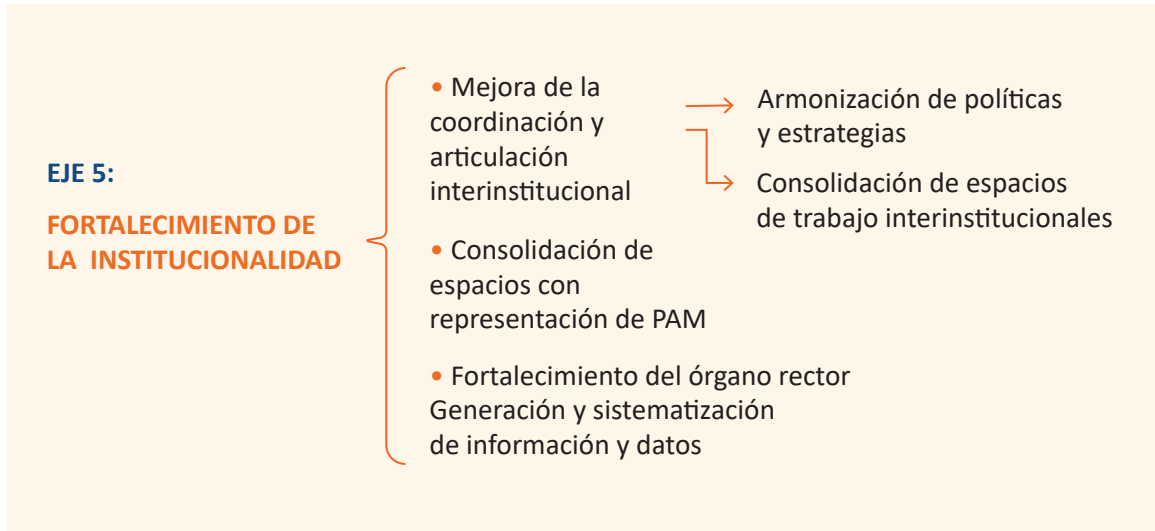 EJE 5:
FORTALECIMIENTO DE
LA INSTITUCIONALIDAD
• Mejora de la
coordinación y
articulación
interinstitucional
Armonización de políticas
y estrategias
Consolidación de espacios
de trabajo interinstitucionales
• Consolidación de
espacios con
representación de PAM
• Fortalecimiento del órgano rector
Generación y sistematización
de información y datos